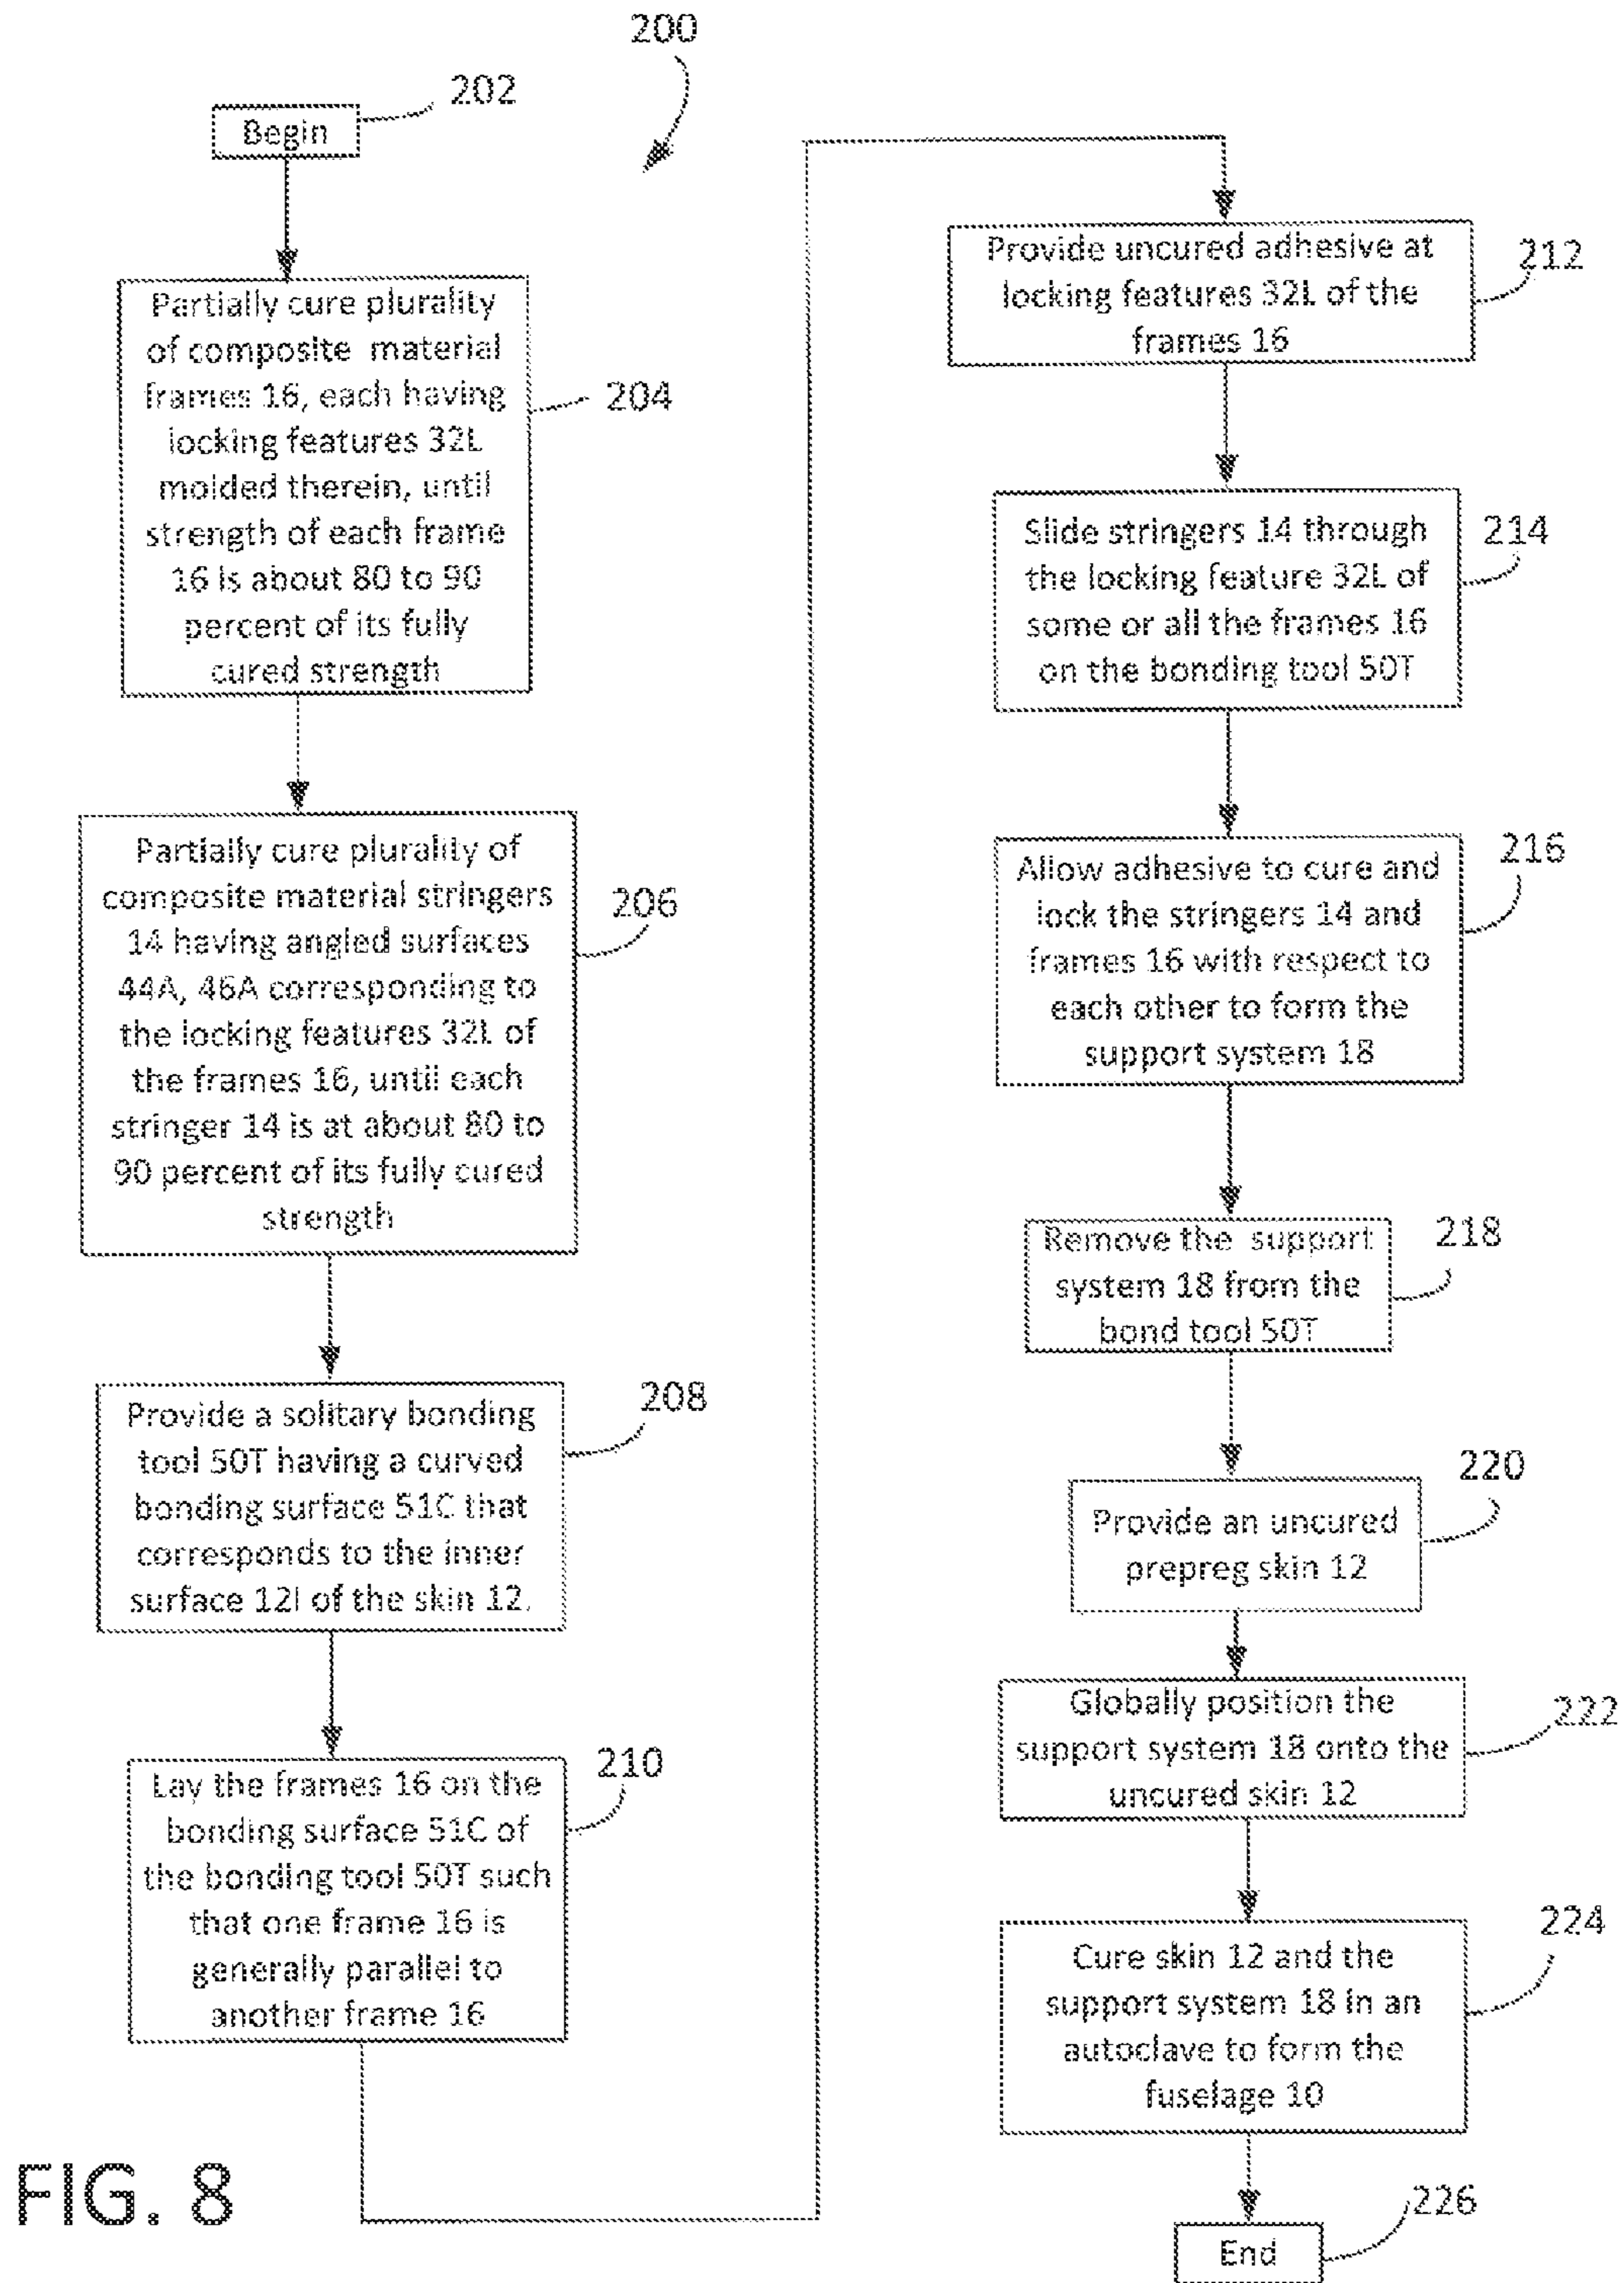 200
Begin
202
Partially cure plurality
of composite material
frames 16, each having
locking features 32L
molded therein, until
strength of each frame
16 is about 80 to 90
percent of its fully
cured strength
204
Partially cure plurality of
composite material stringers
14 having angled surfaces
44A, 46A corresponding to
the locking features 32L of
the frames 16, until each
stringer 14 is at about 80 to
90 percent of its fully cured
strength
206
Provide a solitary bonding
tool 50T having a curved
bonding surface 51C that
corresponds to the inner
surface 12I of the skin 12.
208
Lay the frames 16 on the
bonding surface 51C of
the bonding tool 50T such
that one frame 16 is
generally parallel to
another frame 16
210
Provide uncured adhesive at
locking features 32L of the
frames 16
212
Slide stringers 14 through
the locking feature 32L of
some or all the frames 16
on the bonding tool 50T
214
Allow adhesive to cure and
lock the stringers 14 and
frames 16 with respect to
each other to form the
support system 18
216
Remove the support
system 18 from the
bond tool 50T
218
Provide an uncured
prepreg skin 12
220
Globally position the
support system 18 onto the
uncured skin 12
222
Cure skin 12 and the
support system 18 in an
autoclave to form the
fuselage 10
224
End
226
FIG. 8